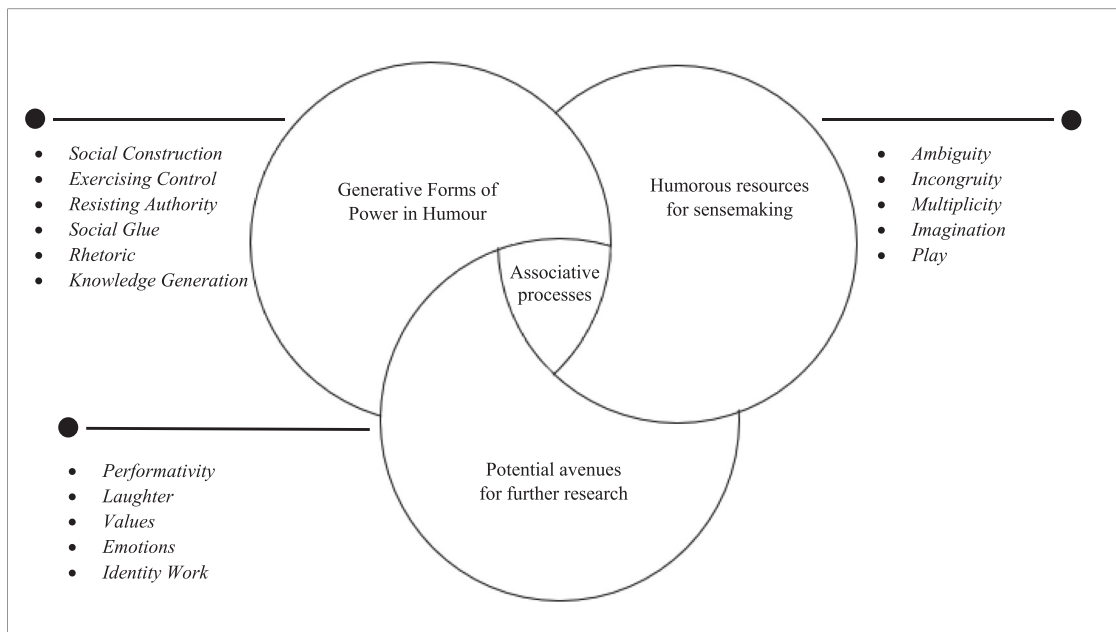 • Social Construction
• Exercising Control
• Resisting Authority
• Social Glue
• Rhetoric
• Knowledge Generation
Generative Forms of
Power in Humour
Humorous resources
for sensemaking
• Ambiguity
• Incongruity
• Multiplicity
• Imagination
• Play
Associative
processes
• Performativity
• Laughter
• Values
• Emotions
• Identity Work
Potential avenues
for further research